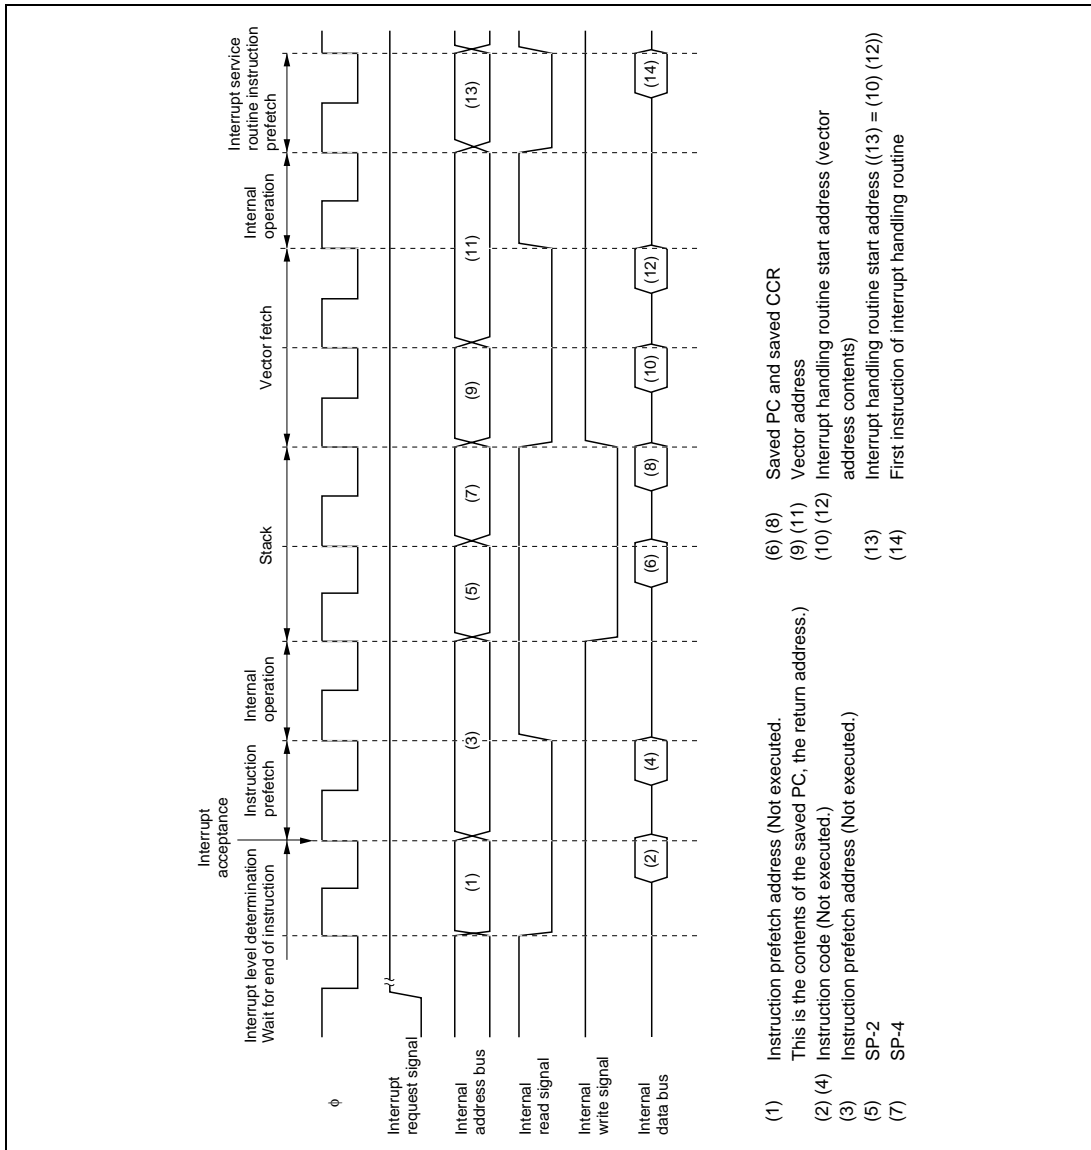 Interrupt
acceptance
Interrupt level determination
Wait for end of instruction
Instruction
prefetch
Internal
operation
Stack
Vector fetch
Internal
operation
Interrupt service
routine instruction
prefetch
φ
Interrupt
request signal
Internal
address bus
(1)
(3)
(5)
(7)
(9)
(11)
(13)
Internal
read signal
Internal
write signal
Internal
data bus
(2)
(4)
(6)
(8)
(10)
(12)
(14)
(1) Instruction prefetch address (Not executed.
This is the contents of the saved PC, the return address.)
(2) (4) Instruction code (Not executed.)
(3) Instruction prefetch address (Not executed.)
(5) SP-2
(7) SP-4
(6) (8) Saved PC and saved CCR
(9) (11) Vector address
(10) (12) Interrupt handling routine start address (vector
address contents)
(13) Interrupt handling routine start address ((13) = (10) (12))
(14) First instruction of interrupt handling routine